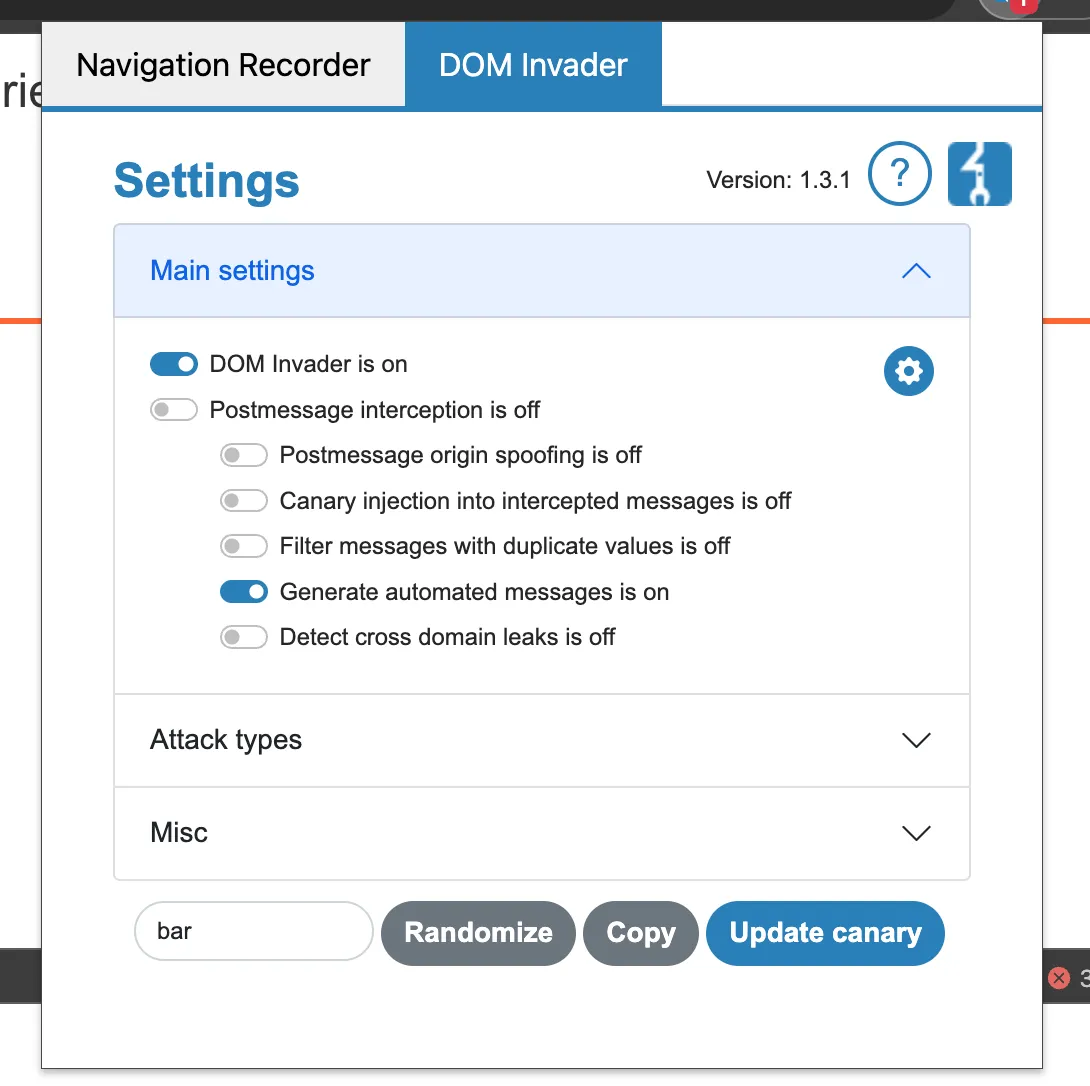 Navigation Recorder
DOM Invader
rie
Settings
Version: 1.3.1
?
Main settings
DOM Invader is on
Postmessage interception is off
Postmessage origin spoofing is off
Canary injection into intercepted messages is off
Filter messages with duplicate values is off
Generate automated messages is on
Detect cross domain leaks is off
Attack types
Misc
bar
Randomize
Copy
Update canary
3